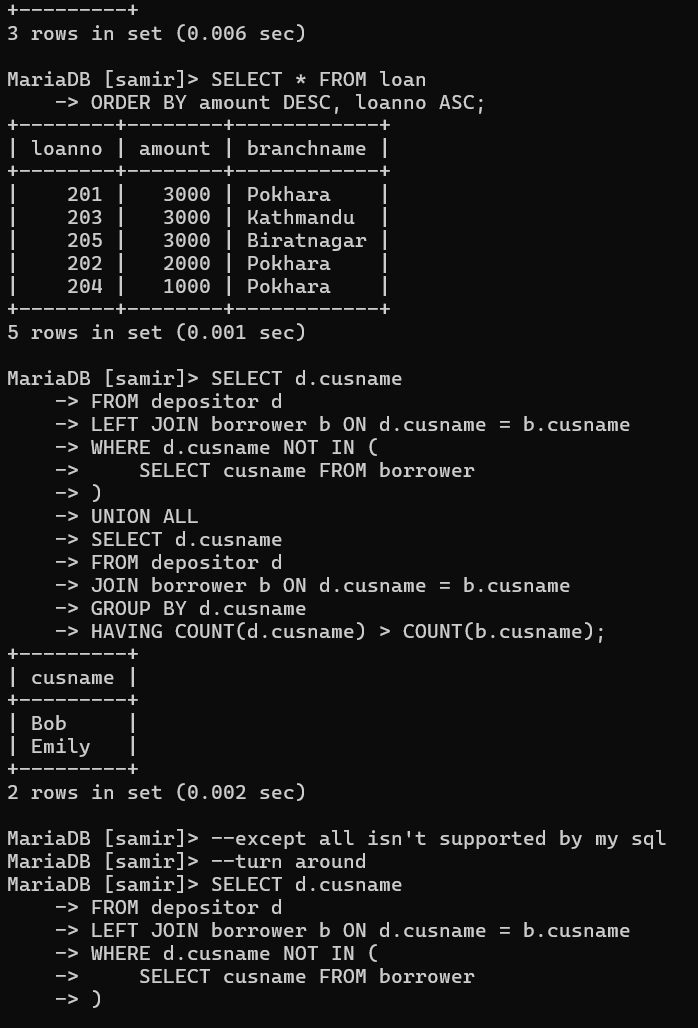 +---------+
3 rows in set (0.006 sec)
MariaDB [samir]> SELECT * FROM loan
    -> ORDER BY amount DESC, loanno ASC;
+--------+--------+------------+
| loanno | amount | branchname |
+--------+--------+------------+
|    201 |   3000 | Pokhara    |
|    203 |   3000 | Kathmandu  |
|    205 |   3000 | Biratnagar |
|    202 |   2000 | Pokhara    |
|    204 |   1000 | Pokhara    |
+--------+--------+------------+
5 rows in set (0.001 sec)
MariaDB [samir]> SELECT d.cusname
    -> FROM depositor d
    -> LEFT JOIN borrower b ON d.cusname = b.cusname
    -> WHERE d.cusname NOT IN (
    ->     SELECT cusname FROM borrower
    -> )
    -> UNION ALL
    -> SELECT d.cusname
    -> FROM depositor d
    -> JOIN borrower b ON d.cusname = b.cusname
    -> GROUP BY d.cusname
    -> HAVING COUNT(d.cusname) > COUNT(b.cusname);
+---------+
| cusname |
+---------+
| Bob     |
| Emily   |
+---------+
2 rows in set (0.002 sec)
MariaDB [samir]> --except all isn't supported by my sql
MariaDB [samir]> --turn around
MariaDB [samir]> SELECT d.cusname
    -> FROM depositor d
    -> LEFT JOIN borrower b ON d.cusname = b.cusname
    -> WHERE d.cusname NOT IN (
    ->     SELECT cusname FROM borrower
    -> )